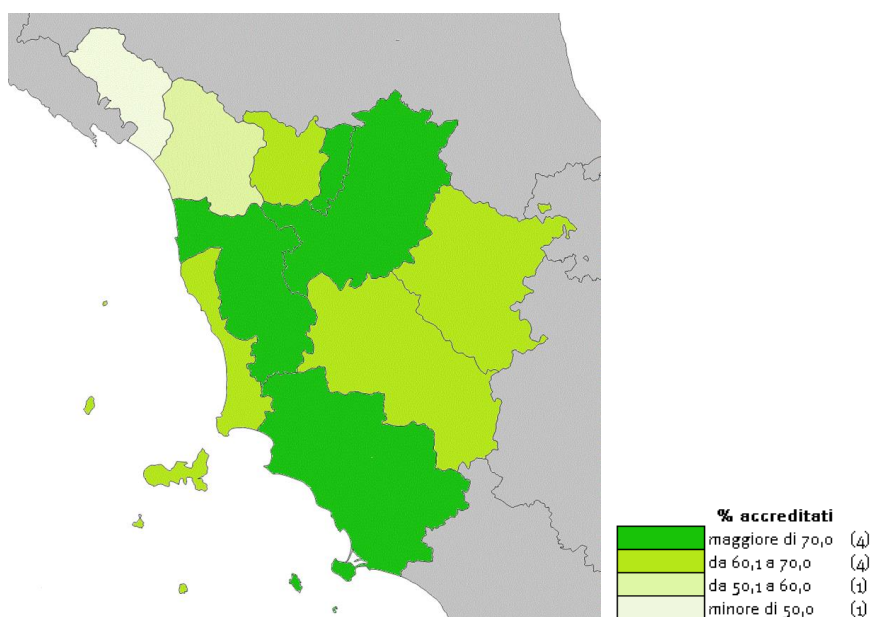 % accreditati
maggiore di 70,0 (4)
da 60,1 a 70,0 (4)
da 50,1 a 60,0 (1)
minore di 50,0 (1)